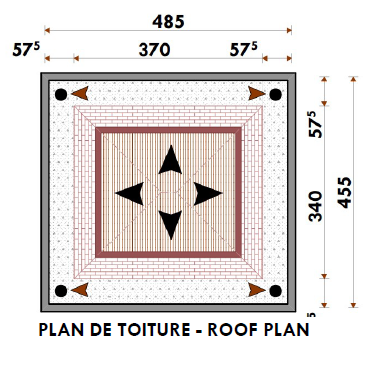 485
57⁵ 370 57⁵
57⁵
340
455
⁵
PLAN DE TOITURE - ROOF PLAN